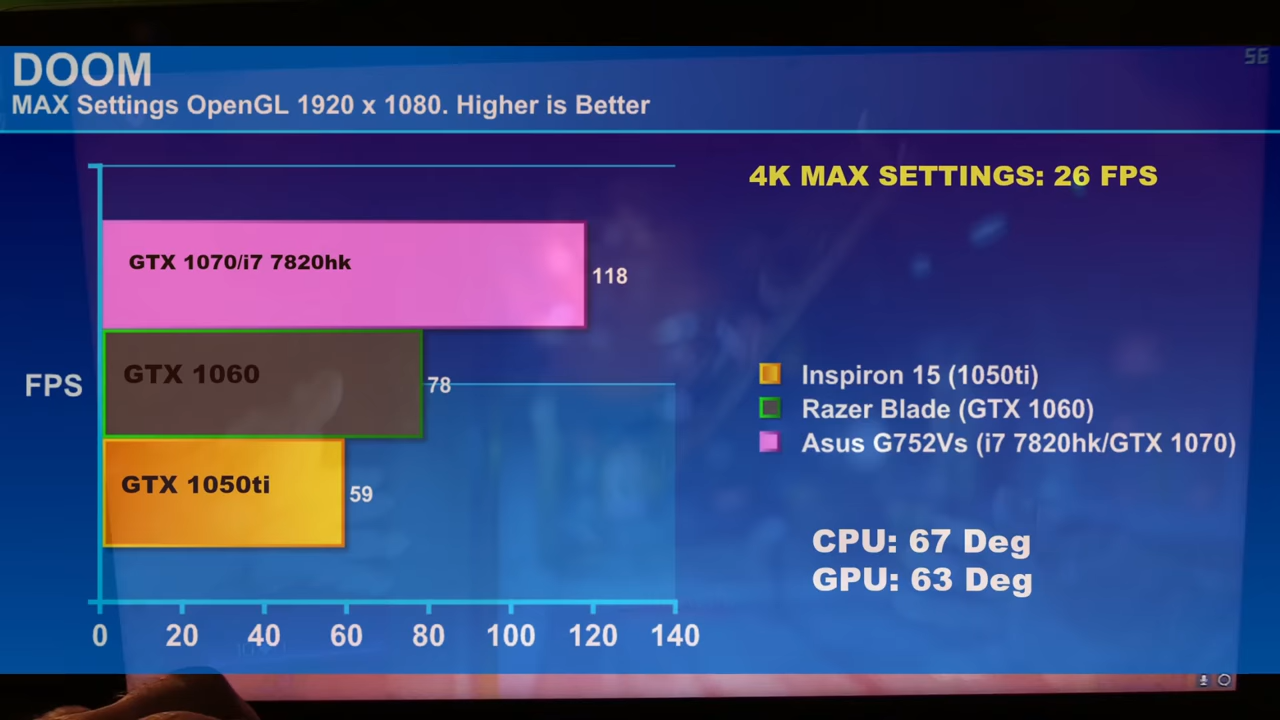 DOOM
MAX Settings OpenGL 1920 x 1080. Higher is Better
56
4K MAX SETTINGS: 26 FPS
GTX 1070/i7 7820hk
118
GTX 1060
78
FPS
GTX 1050ti
59
Inspiron 15 (1050ti)
Razer Blade (GTX 1060)
Asus G752Vs (i7 7820hk/GTX 1070)
CPU: 67 Deg
GPU: 63 Deg
0 20 40 60 80 100 120 140